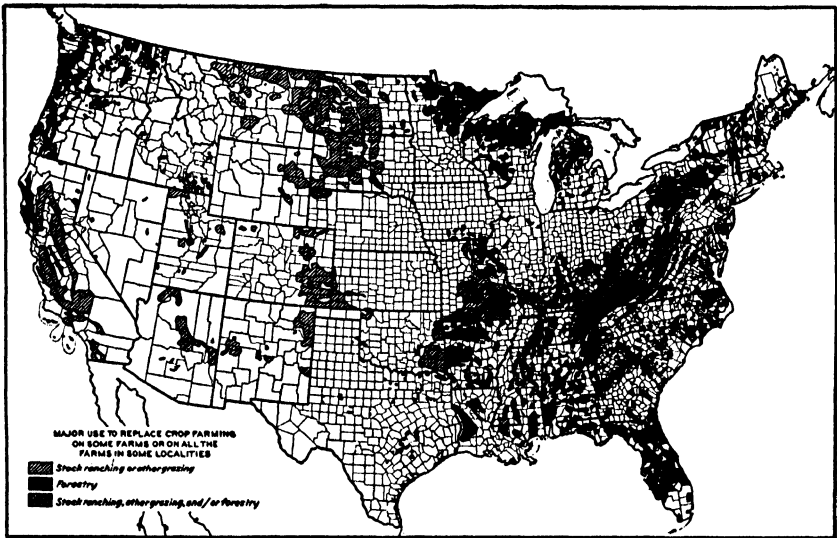 MAJOR USE TO REPLACE CROP FARMING
ON SOME FARMS OR ON ALL THE
FARMS IN SOME LOCALITIES
Stock ranching or other grazing
Forestry
Stock ranching, other grazing, and/or forestry